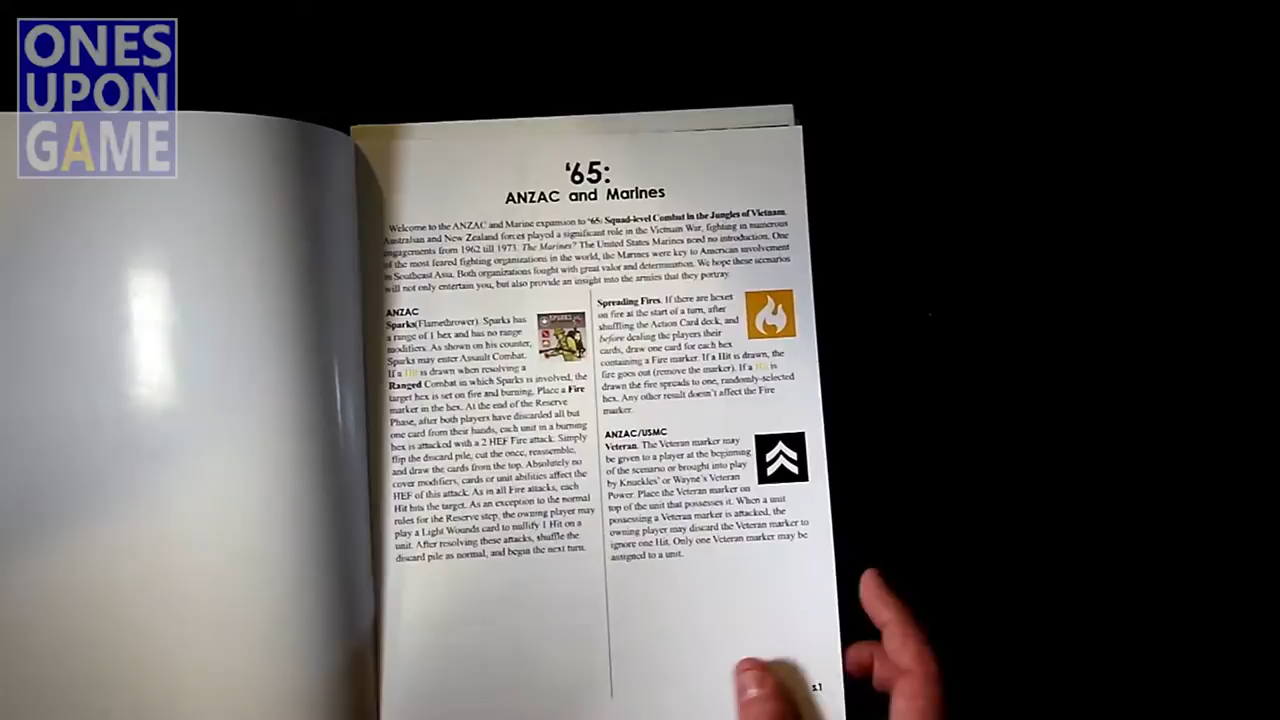 ONES
UPON
GAME
'65:
ANZAC and Marines
Welcome to the ANZAC and Marine expansion to '65: Squad-level Combat in the Jungles of Vietnam.
Australian and New Zealand forces played a significant role in the Vietnam War, fighting in numerous
engagements from 1962 till 1973. The Marines? The United States Marines need no introduction. One
of the most feared fighting organizations in the world, the Marines were key to American involvement
in Southeast Asia. Both organizations fought with great valor and determination. We hope these scenarios
will not only entertain you, but also provide an insight into the armies that they portray.
ANZAC
Sparks(Flamethrower). Sparks has
a range of 1 hex and has no range
modifiers. As shown on his counter,
Sparks may enter Assault Combat.
If a Hit is drawn when resolving a
Ranged Combat in which Sparks is involved, the
target hex is set on fire and burning. Place a Fire
marker in the hex. At the end of the Reserve
Phase, after both players have discarded all but
one card from their hands, each unit in a burning
hex is attacked with a 2 HEF Fire attack. Simply
flip the discard pile, cut the once, reassemble,
and draw the cards from the top. Absolutely no
cover modifiers, cards or unit abilities affect the
HEF of this attack. As in all Fire attacks, each
Hit hits the target. As an exception to the normal
rules for the Reserve step, the owning player may
play a Light Wounds card to nullify 1 Hit on a
unit. After resolving these attacks, shuffle the
discard pile as normal, and begin the next turn.
SPARKS
Spreading Fires. If there are hexes
on fire at the start of a turn, after
shuffling the Action Card deck, and
before dealing the players their
cards, draw one card for each hex
containing a Fire marker. If a Hit is drawn, the
fire goes out (remove the marker). If a Hit is
drawn the fire spreads to one, randomly-selected
hex. Any other result doesn't affect the Fire
marker.
ANZAC/USMC
Veteran. The Veteran marker may
be given to a player at the beginning
of the scenario or brought into play
by Knuckles' or Wayne's Veteran
Power. Place the Veteran marker on
top of the unit that possesses it. When a unit
possessing a Veteran marker is attacked, the
owning player may discard the Veteran marker to
ignore one Hit. Only one Veteran marker may be
assigned to a unit.